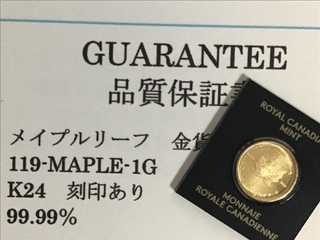 GUARANTEE
品質保証
メイプルリーフ 金貨
119-MAPLE-1G
K24 刻印あり
99.99%
ROYAL CANADIAN
MINT
MONNAIE
ROYALE CANADIENNE